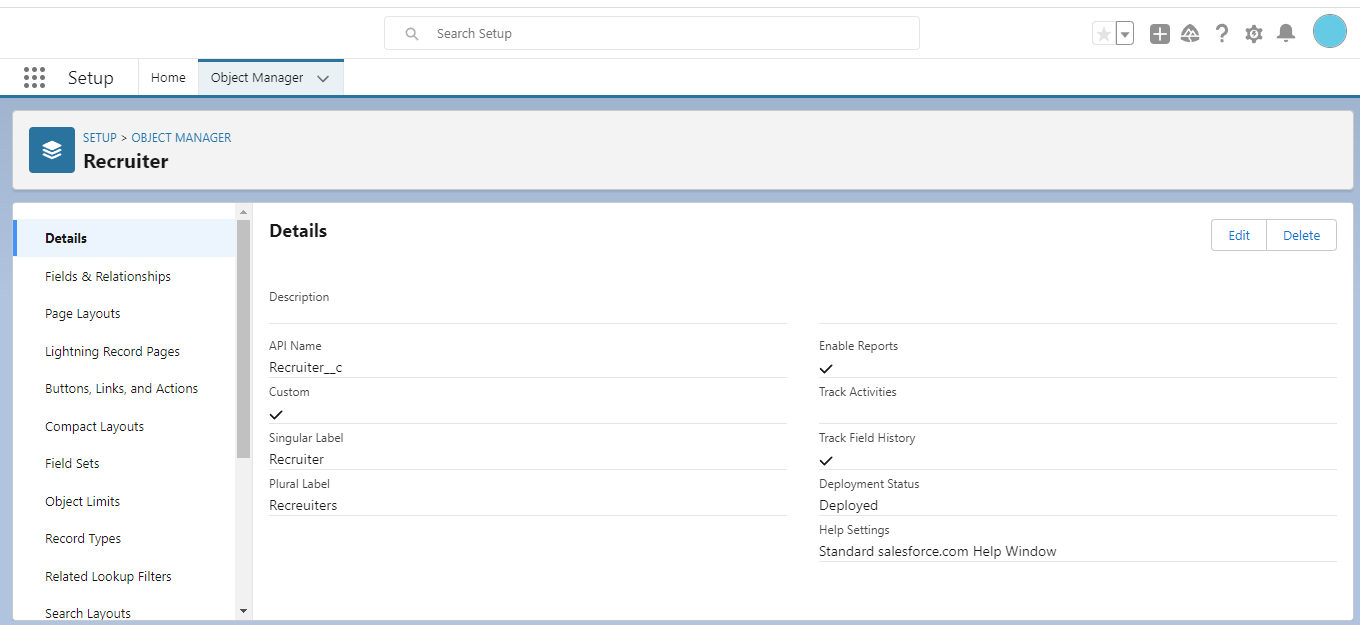 Search Setup
Setup
Home
Object Manager
SETUP > OBJECT MANAGER
Recruiter
Details
Fields & Relationships
Page Layouts
Lightning Record Pages
Buttons, Links, and Actions
Compact Layouts
Field Sets
Object Limits
Record Types
Related Lookup Filters
Search Layouts
Details
Edit
Delete
Description
API Name
Recruiter__c
Custom
Singular Label
Recruiter
Plural Label
Recreuiters
Enable Reports
Track Activities
Track Field History
Deployment Status
Deployed
Help Settings
Standard salesforce.com Help Window